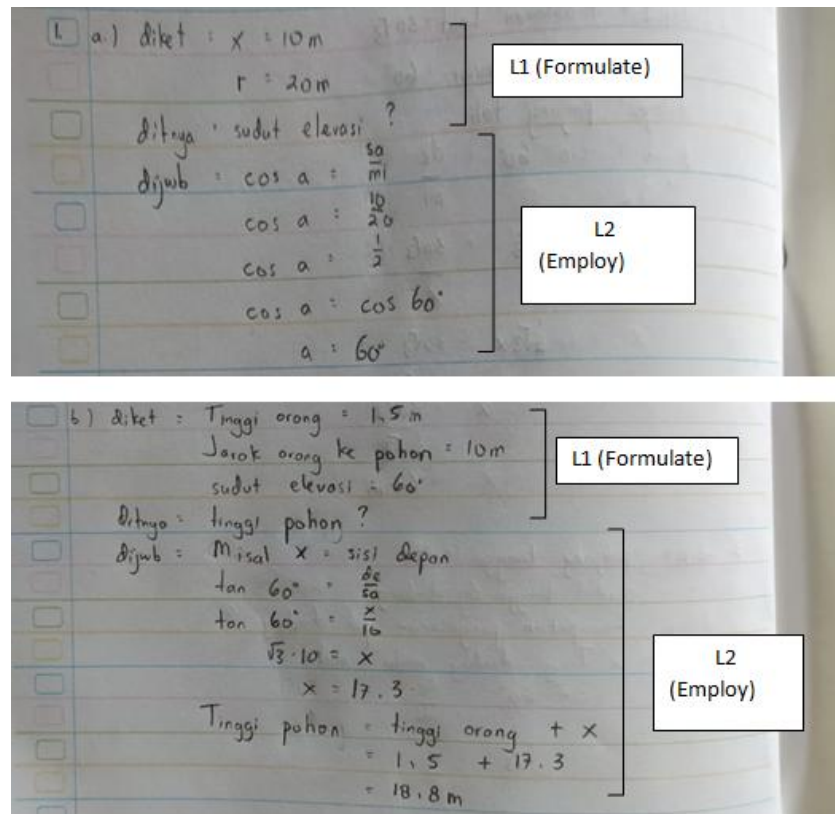 1. a.) diket : x = 10 m
r = 20 m
L1 (Formulate)
ditnya : sudut elevasi ?
dijwb : cos a = sa/mi
cos a = 10/20
cos a = 1/2
cos a = cos 60°
a = 60°
L2
(Employ)
b) diket = Tinggi orang = 1,5 m
Jarak orang ke pohon = 10m
sudut elevasi = 60°
L1 (Formulate)
Ditnya = tinggi pohon ?
dijwb = Misal x = sisi depan
tan 60° = de/sa
tan 60° = x/10
√3 · 10 = x
x = 17.3
Tinggi pohon = tinggi orang + x
= 1,5 + 17.3
= 18.8 m
L2
(Employ)